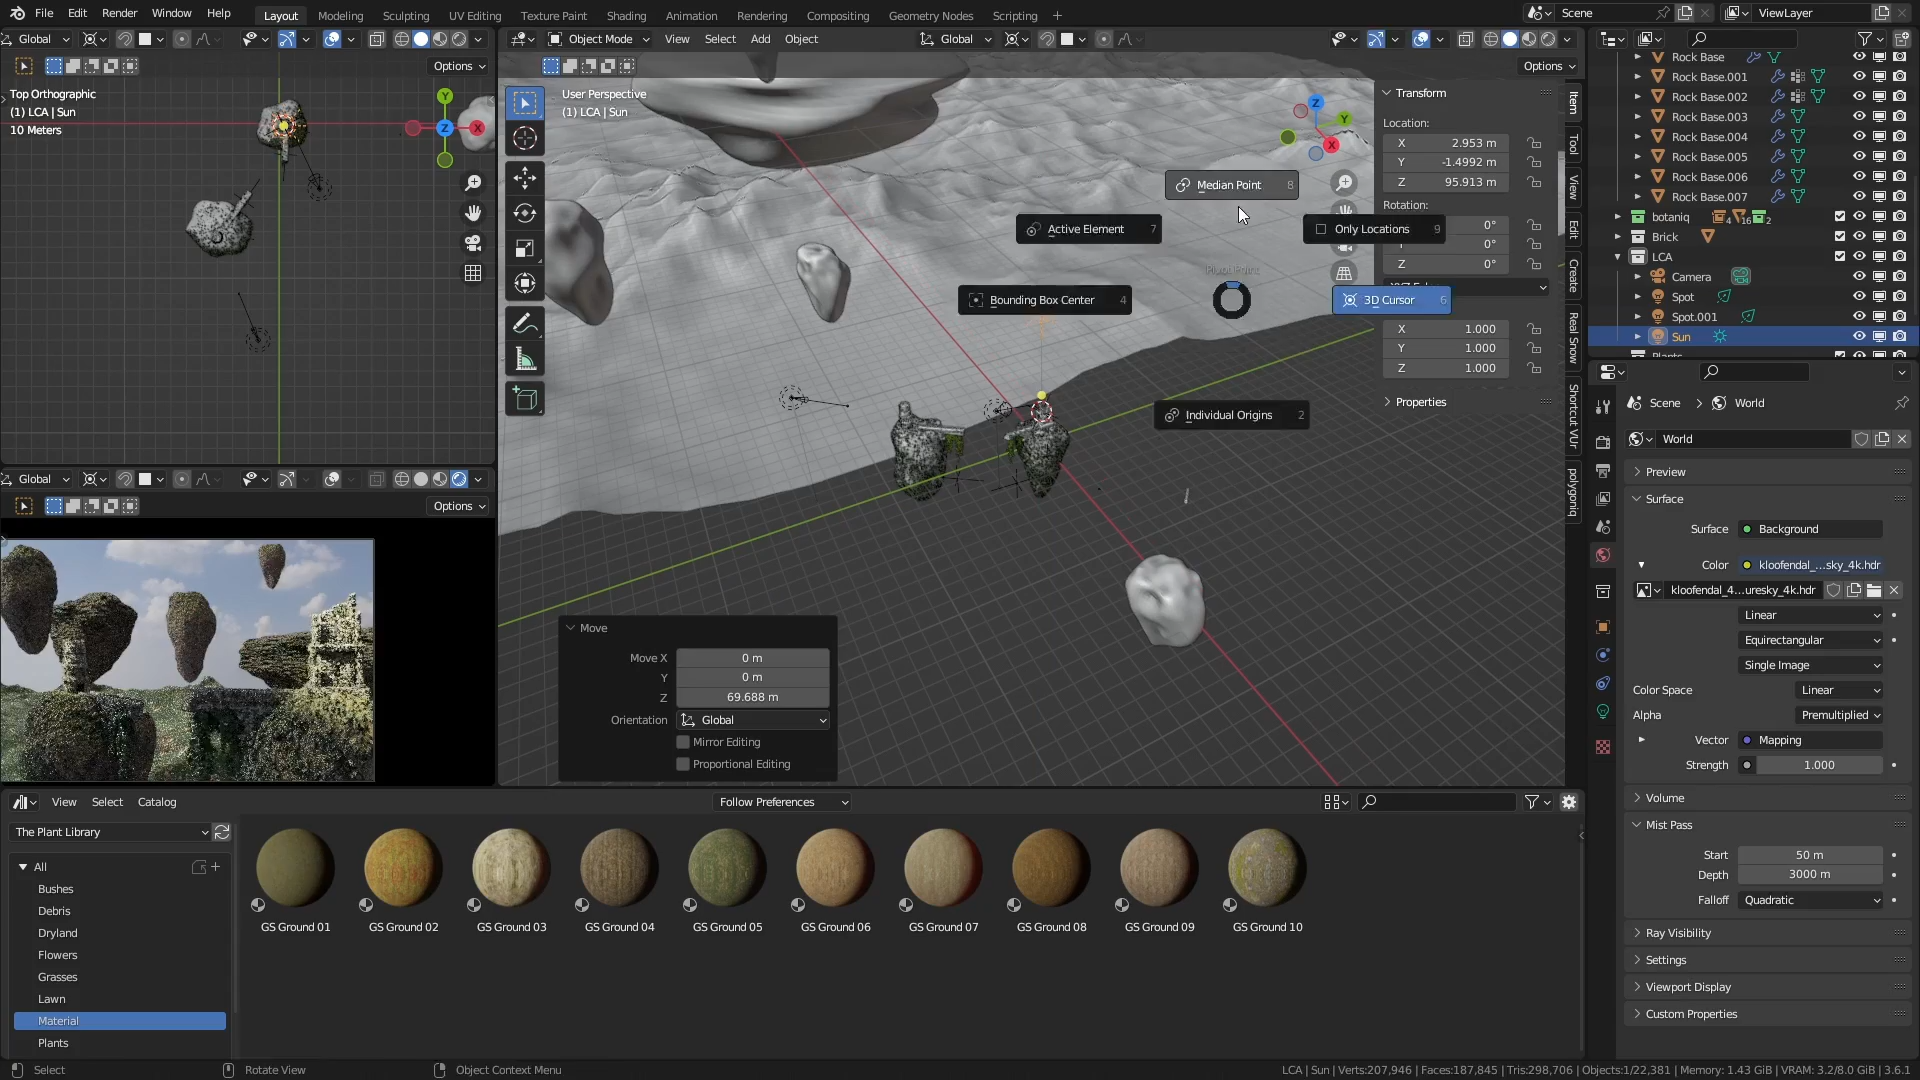 File Edit Render Window Help Layout Modeling Sculpting UV Editing Texture Paint Shading Animation Rendering Compositing Geometry Nodes Scripting + Scene ViewLayer
Global
Object Mode View Select Add Object Global
Options
Options
Top Orthographic
(1) LCA | Sun
10 Meters
User Perspective
(1) LCA | Sun
Y
Z
X
Z
Y
X
Median Point 8
Active Element 7
Only Locations 9
Pivot Point
Bounding Box Center 4
3D Cursor 6
Individual Origins 2
Transform
Location:
X 2.953 m
Y -1.4992 m
Z 95.913 m
Rotation:
0°
0°
Z 0°
X 1.000
Y 1.000
Z 1.000
Properties
Item
Tool
View
Edit
Create
Real Snow
Shortcut VUr
polygoniq
Rock Base
Rock Base.001
Rock Base.002
Rock Base.003
Rock Base.004
Rock Base.005
Rock Base.006
Rock Base.007
botaniq 4 16 2
Brick
LCA
Camera
Spot
Spot.001
Sun
Plants
Scene > World
World
Preview
Surface
Surface Background
Color kloofendal_...sky_4k.hdr
kloofendal_4...uresky_4k.hdr
Linear
Equirectangular
Single Image
Color Space Linear
Alpha Premultiplied
Vector Mapping
Strength 1.000
Volume
Mist Pass
Start 50 m
Depth 3000 m
Falloff Quadratic
Ray Visibility
Settings
Viewport Display
Custom Properties
Global
Options
Move
Move X 0 m
Y 0 m
Z 69.688 m
Orientation Global
Mirror Editing
Proportional Editing
View Select Catalog Follow Preferences
The Plant Library
All
Bushes
Debris
Dryland
Flowers
Grasses
Lawn
Material
Plants
GS Ground 01
GS Ground 02
GS Ground 03
GS Ground 04
GS Ground 05
GS Ground 06
GS Ground 07
GS Ground 08
GS Ground 09
GS Ground 10
Select Rotate View Object Context Menu LCA | Sun | Verts:207,946 | Faces:187,845 | Tris:298,706 | Objects:1/22,381 | Memory: 1.43 GiB | VRAM: 3.2/8.0 GiB | 3.6.1